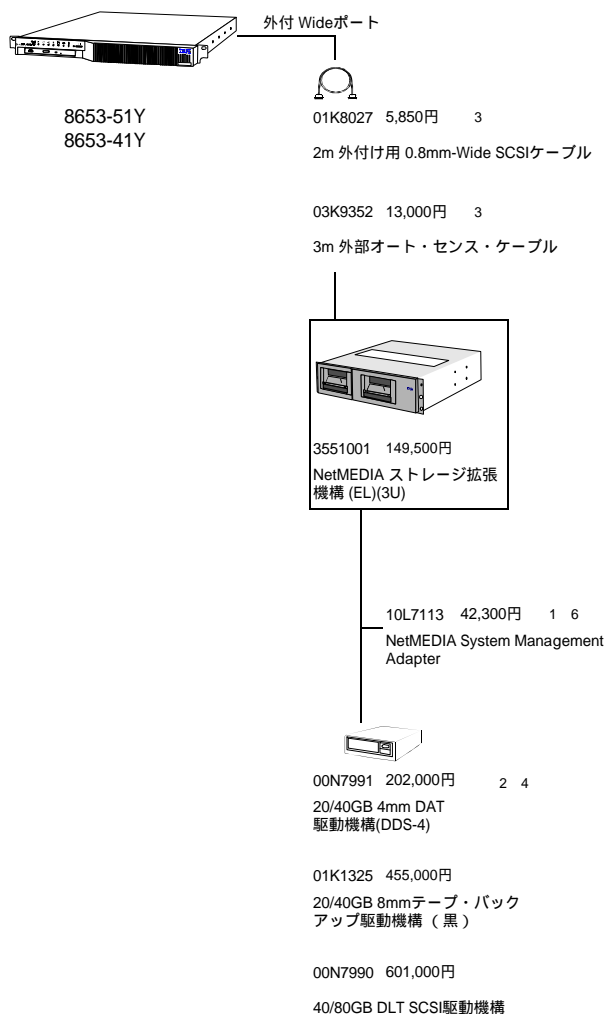 外付 Wideポート
8653-51Y
8653-41Y
01K8027 5,850円 3
2m 外付け用 0.8mm-Wide SCSIケーブル
03K9352 13,000円 3
3m 外部オート・センス・ケーブル
3551001 149,500円
NetMEDIA ストレージ拡張
機構 (EL)(3U)
10L7113 42,300円 1 6
NetMEDIA System Management
Adapter
00N7991 202,000円 2 4
20/40GB 4mm DAT
駆動機構(DDS-4)
01K1325 455,000円
20/40GB 8mmテープ・バック
アップ駆動機構（黒）
00N7990 601,000円
40/80GB DLT SCSI駆動機構